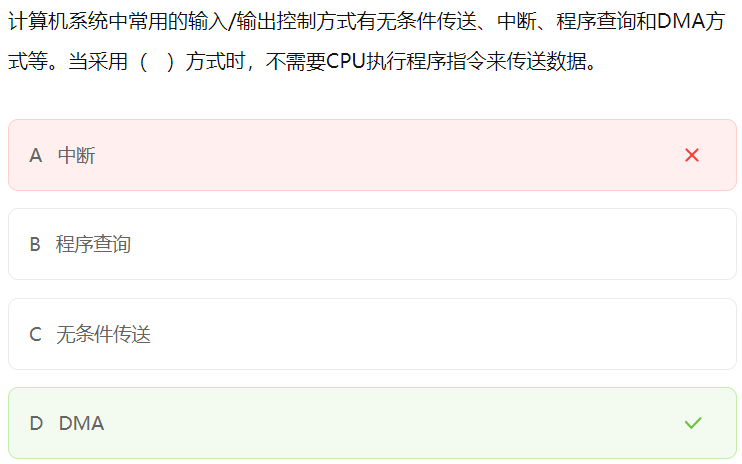 计算机系统中常用的输入/输出控制方式有无条件传送、中断、程序查询和DMA方
式等。当采用（ ）方式时，不需要CPU执行程序指令来传送数据。
A 中断
B 程序查询
C 无条件传送
D DMA